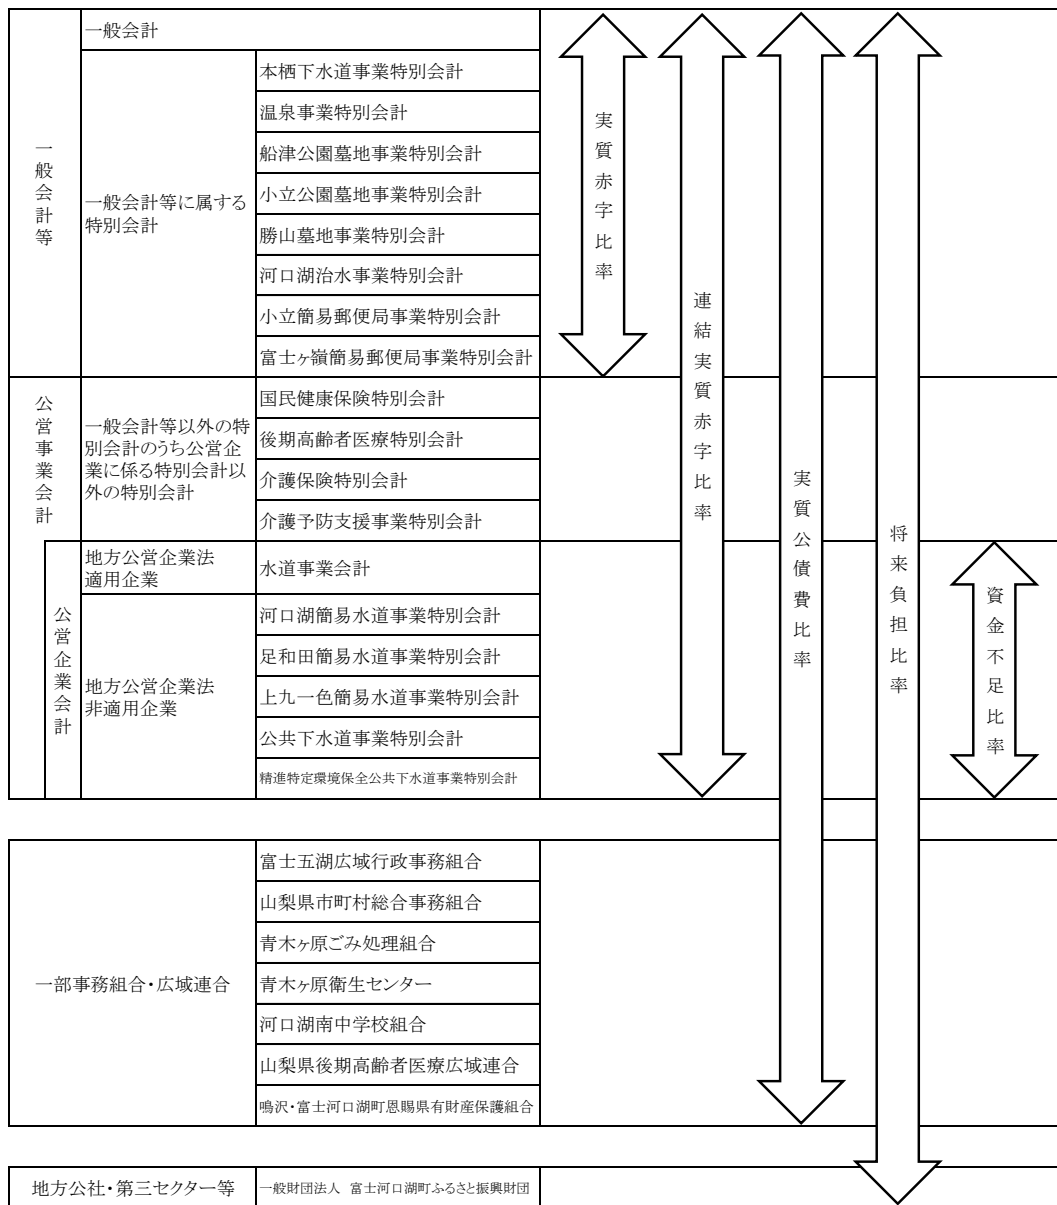 一般会計等
一般会計
一般会計等に属する
特別会計
本栖下水道事業特別会計
温泉事業特別会計
船津公園墓地事業特別会計
小立公園墓地事業特別会計
勝山墓地事業特別会計
河口湖治水事業特別会計
小立簡易郵便局事業特別会計
富士ヶ嶺簡易郵便局事業特別会計
実質赤字比率
連結実質赤字比率
実質公債費比率
将来負担比率
公営事業会計
一般会計等以外の特
別会計のうち公営企
業に係る特別会計以
外の特別会計
国民健康保険特別会計
後期高齢者医療特別会計
介護保険特別会計
介護予防支援事業特別会計
公営企業会計
地方公営企業法
適用企業
水道事業会計
地方公営企業法
非適用企業
河口湖簡易水道事業特別会計
足和田簡易水道事業特別会計
上九一色簡易水道事業特別会計
公共下水道事業特別会計
精進特定環境保全公共下水道事業特別会計
資金不足比率
一部事務組合・広域連合
富士五湖広域行政事務組合
山梨県市町村総合事務組合
青木ヶ原ごみ処理組合
青木ヶ原衛生センター
河口湖南中学校組合
山梨県後期高齢者医療広域連合
鳴沢・富士河口湖町恩賜県有財産保護組合
地方公社・第三セクター等
一般財団法人 富士河口湖町ふるさと振興財団